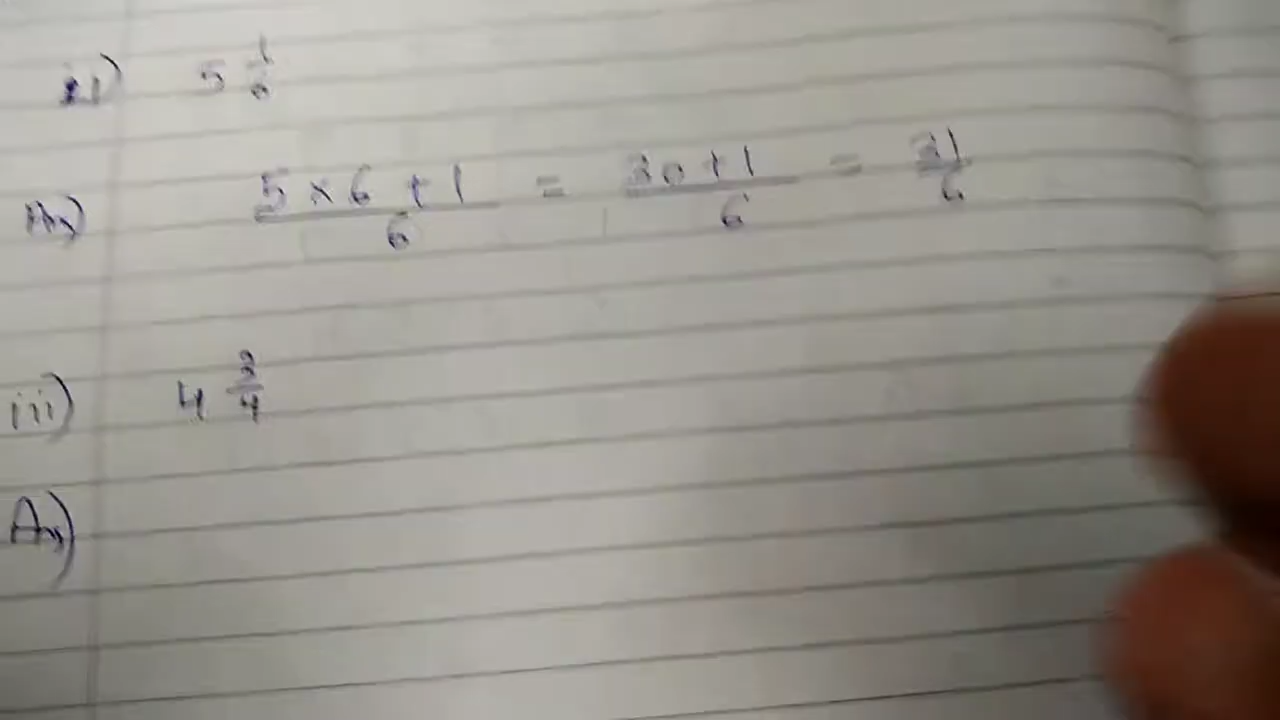 ii) 5 1/6
Ans) 5 × 6 + 1/6 = 30 + 1/6 = 31/6
iii) 4 3/4
Ans)